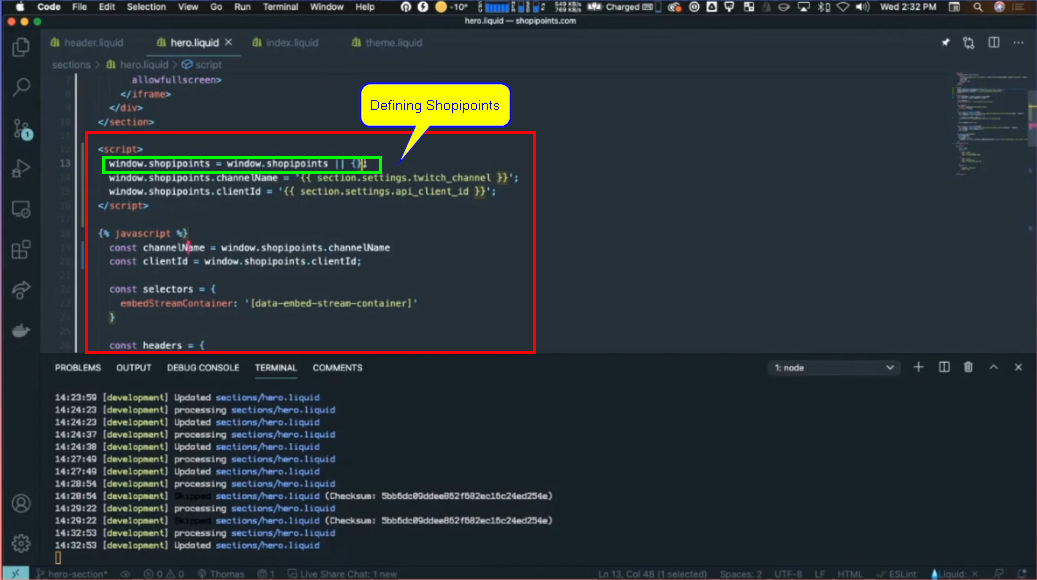 Code File Edit Selection View Go Run Terminal Window Help -10° 549 KB/s 769 KB/s Charged Wed 2:32 PM
hero.liquid — shopipoints.com
header.liquid hero.liquid index.liquid theme.liquid
sections > hero.liquid > script
allowfullscreen>
</iframe>
</div>
</section>
Defining Shopipoints
<script>
13 window.shopipoints = window.shopipoints || {};
window.shopipoints.channelName = '{{ section.settings.twitch_channel }}';
window.shopipoints.clientId = '{{ section.settings.api_client_id }}';
</script>
{% javascript %}
const channelName = window.shopipoints.channelName
const clientId = window.shopipoints.clientId;
const selectors = {
embedStreamContainer: '[data-embed-stream-container]'
}
const headers = {
PROBLEMS OUTPUT DEBUG CONSOLE TERMINAL COMMENTS 1: node
14:23:59 [development] Updated sections/hero.liquid
14:24:23 [development] processing sections/hero.liquid
14:24:23 [development] Updated sections/hero.liquid
14:24:37 [development] processing sections/hero.liquid
14:24:38 [development] Updated sections/hero.liquid
14:27:49 [development] processing sections/hero.liquid
14:27:49 [development] Updated sections/hero.liquid
14:28:54 [development] processing sections/hero.liquid
14:28:54 [development] Skipped sections/hero.liquid (Checksum: 5bb5dc09ddee862f682ec15c24ed254e)
14:29:22 [development] processing sections/hero.liquid
14:29:22 [development] Skipped sections/hero.liquid (Checksum: 5bb5dc09ddee862f682ec15c24ed254e)
14:32:53 [development] processing sections/hero.liquid
14:32:53 [development] Updated sections/hero.liquid
hero-section* 0 0 Thomas 1 Live Share Chat: 1 new Ln 13, Col 48 (1 selected) Spaces: 2 UTF-8 LF HTML ESLint Liquid: